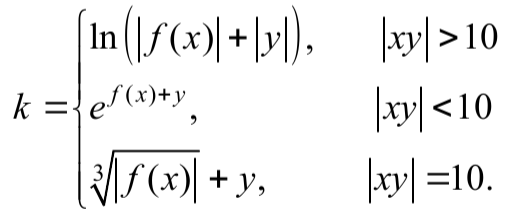 ln(|f(x)|+|y|), |xy| >10
k = { e^{f(x)+y}, |xy| <10
∛|f(x)| + y, |xy| =10.